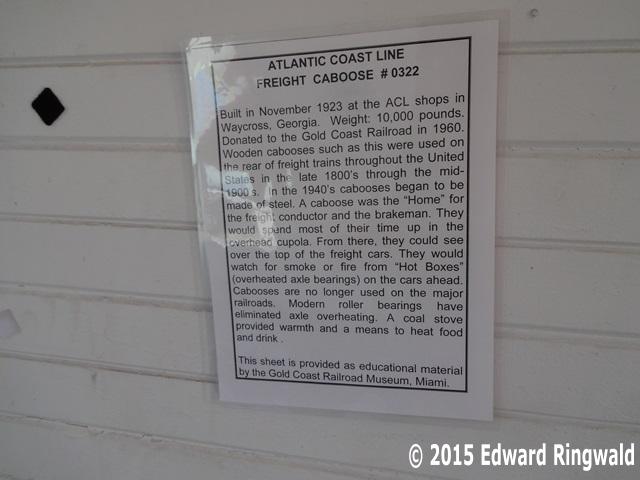 ATLANTIC COAST LINE
FREIGHT CABOOSE # 0322
Built in November 1923 at the ACL shops in
Waycross, Georgia. Weight: 10,000 pounds.
Donated to the Gold Coast Railroad in 1960.
Wooden cabooses such as this were used on
the rear of freight trains throughout the United
States in the late 1800's through the mid-
1900's. In the 1940's cabooses began to be
made of steel. A caboose was the “Home” for
the freight conductor and the brakeman. They
would spend most of their time up in the
overhead cupola. From there, they could see
over the top of the freight cars. They would
watch for smoke or fire from “Hot Boxes”
(overheated axle bearings) on the cars ahead.
Cabooses are no longer used on the major
railroads. Modern roller bearings have
eliminated axle overheating. A coal stove
provided warmth and a means to heat food
and drink .
This sheet is provided as educational material
by the Gold Coast Railroad Museum, Miami.
© 2015 Edward Ringwald